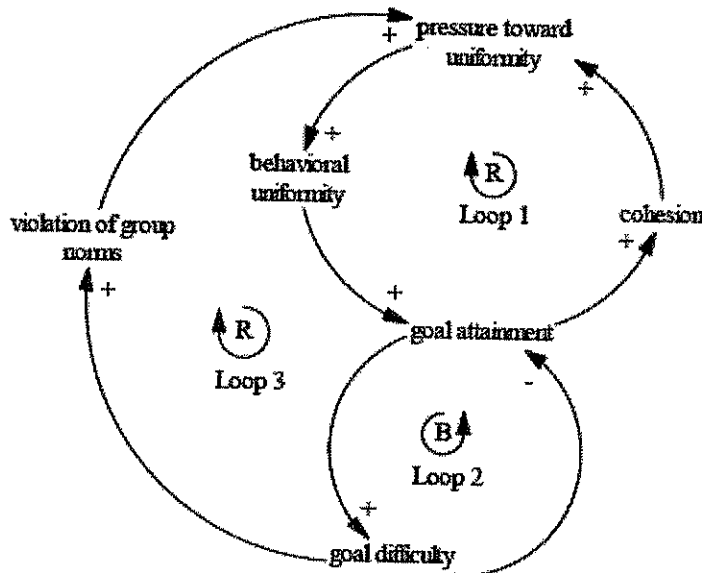 +
pressure toward
uniformity
+
+
behavioral
uniformity
R
Loop 1
violation of group
norms
cohesion
+
+
+
R
Loop 3
goal attainment
-
B
Loop 2
+
goal difficulty